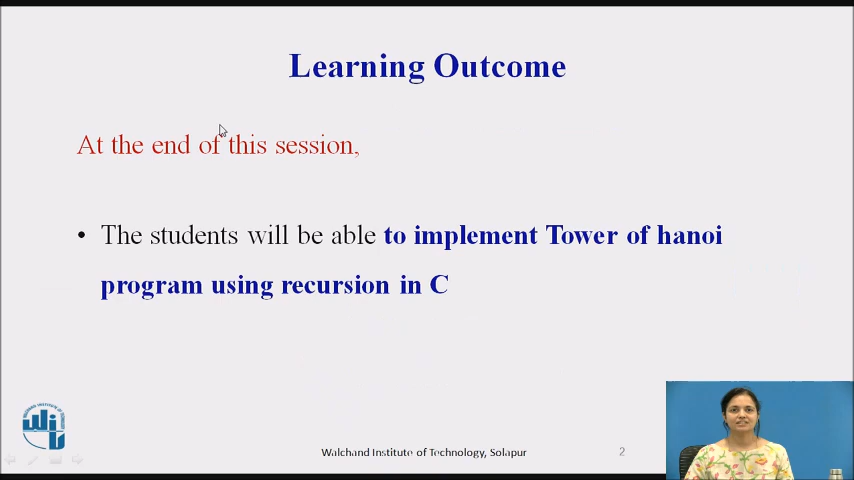 Learning Outcome
At the end of this session,
• The students will be able to implement Tower of hanoi
program using recursion in C
Walchand Institute of Technology, Solapur
2